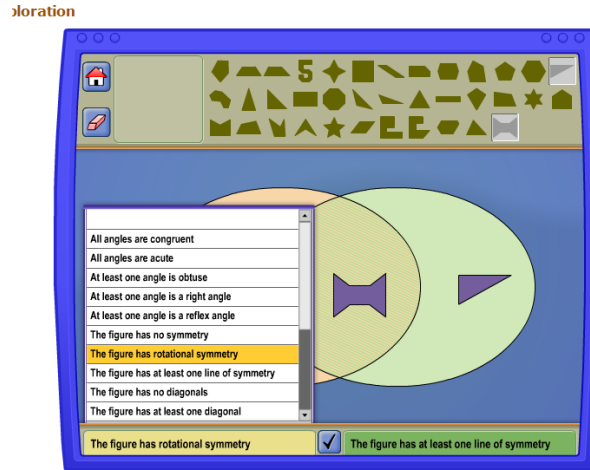 ploration
All angles are congruent
All angles are acute
At least one angle is obtuse
At least one angle is a right angle
At least one angle is a reflex angle
The figure has no symmetry
The figure has rotational symmetry
The figure has at least one line of symmetry
The figure has no diagonals
The figure has at least one diagonal
The figure has rotational symmetry
The figure has at least one line of symmetry